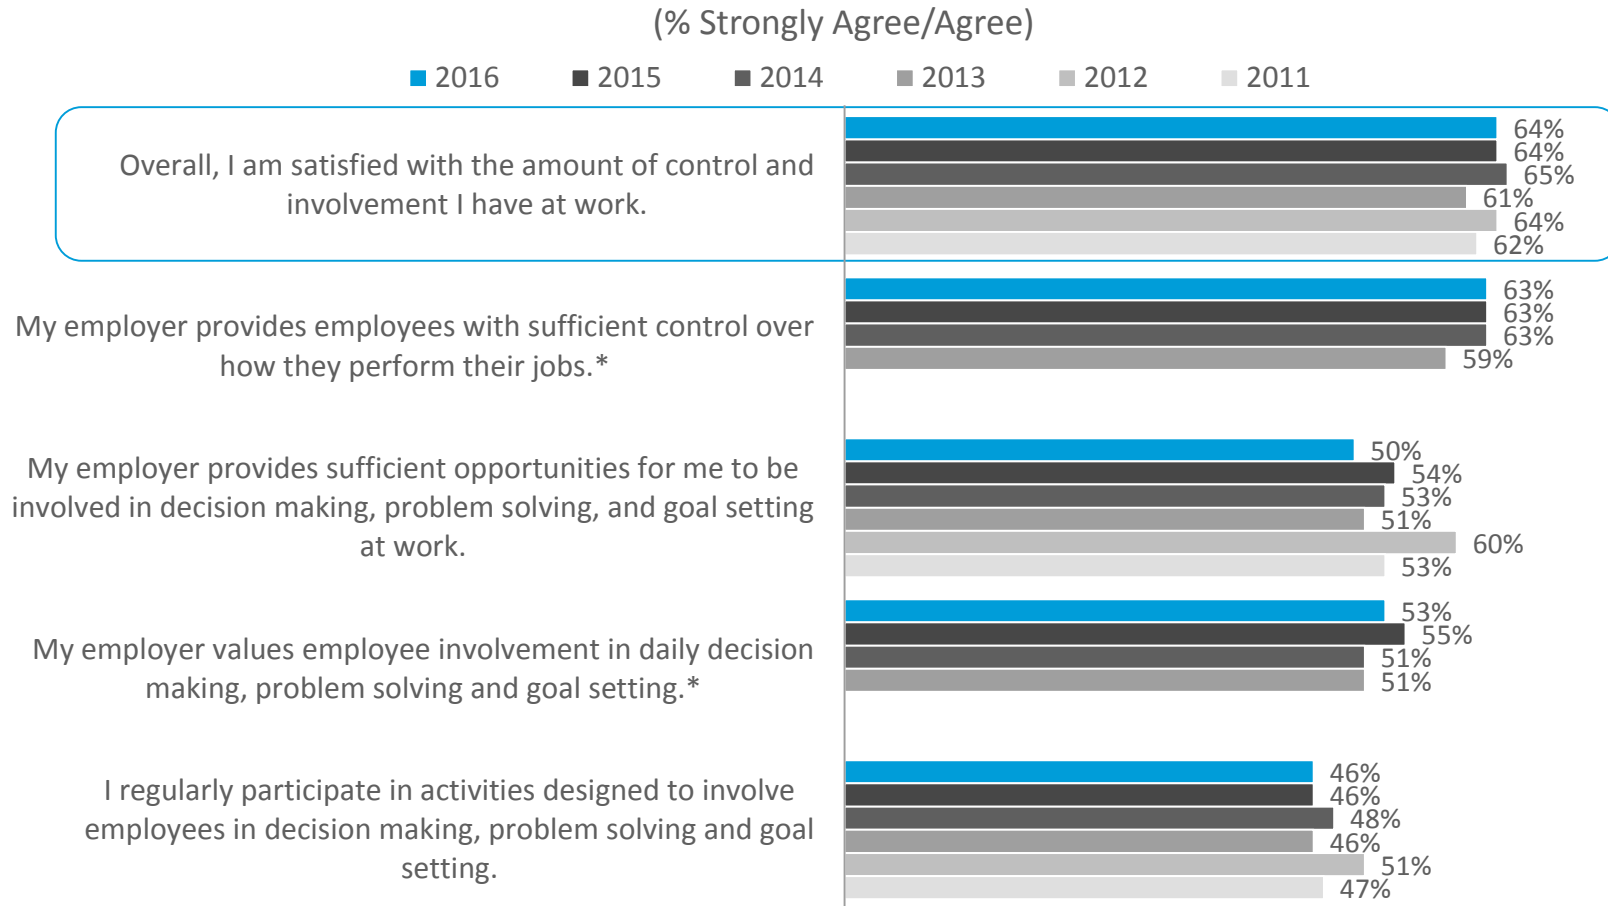 (% Strongly Agree/Agree)
2016 2015 2014 2013 2012 2011
Overall, I am satisfied with the amount of control and
involvement I have at work.
64%
64%
65%
61%
64%
62%
My employer provides employees with sufficient control over
how they perform their jobs.*
63%
63%
63%
59%
My employer provides sufficient opportunities for me to be
involved in decision making, problem solving, and goal setting
at work.
50%
54%
53%
51%
60%
53%
My employer values employee involvement in daily decision
making, problem solving and goal setting.*
53%
55%
51%
51%
I regularly participate in activities designed to involve
employees in decision making, problem solving and goal
setting.
46%
46%
48%
46%
51%
47%